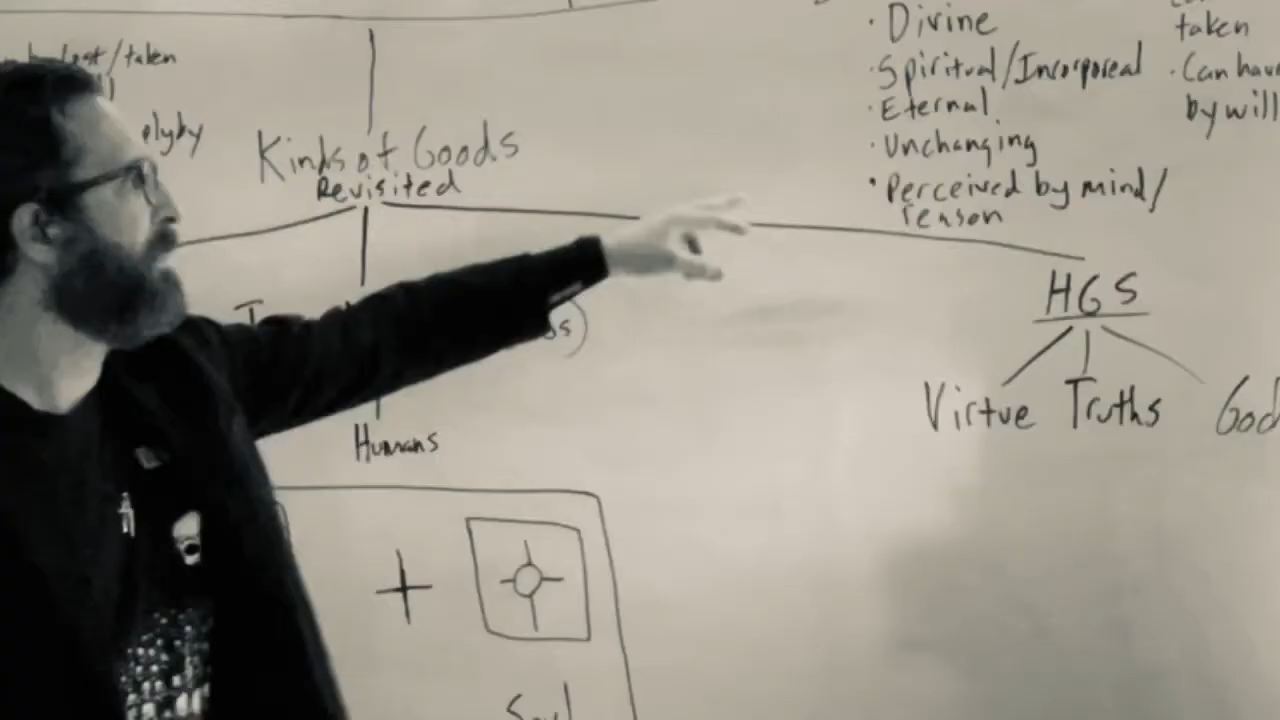 lost/taken
Kinds of Goods
Revisited
Humans
Soul
· Divine
· Spiritual/Incorporeal
· Eternal
· Unchanging
· Perceived by mind/
reason
taken
· Can have
by will
HGS
Virtue Truths God